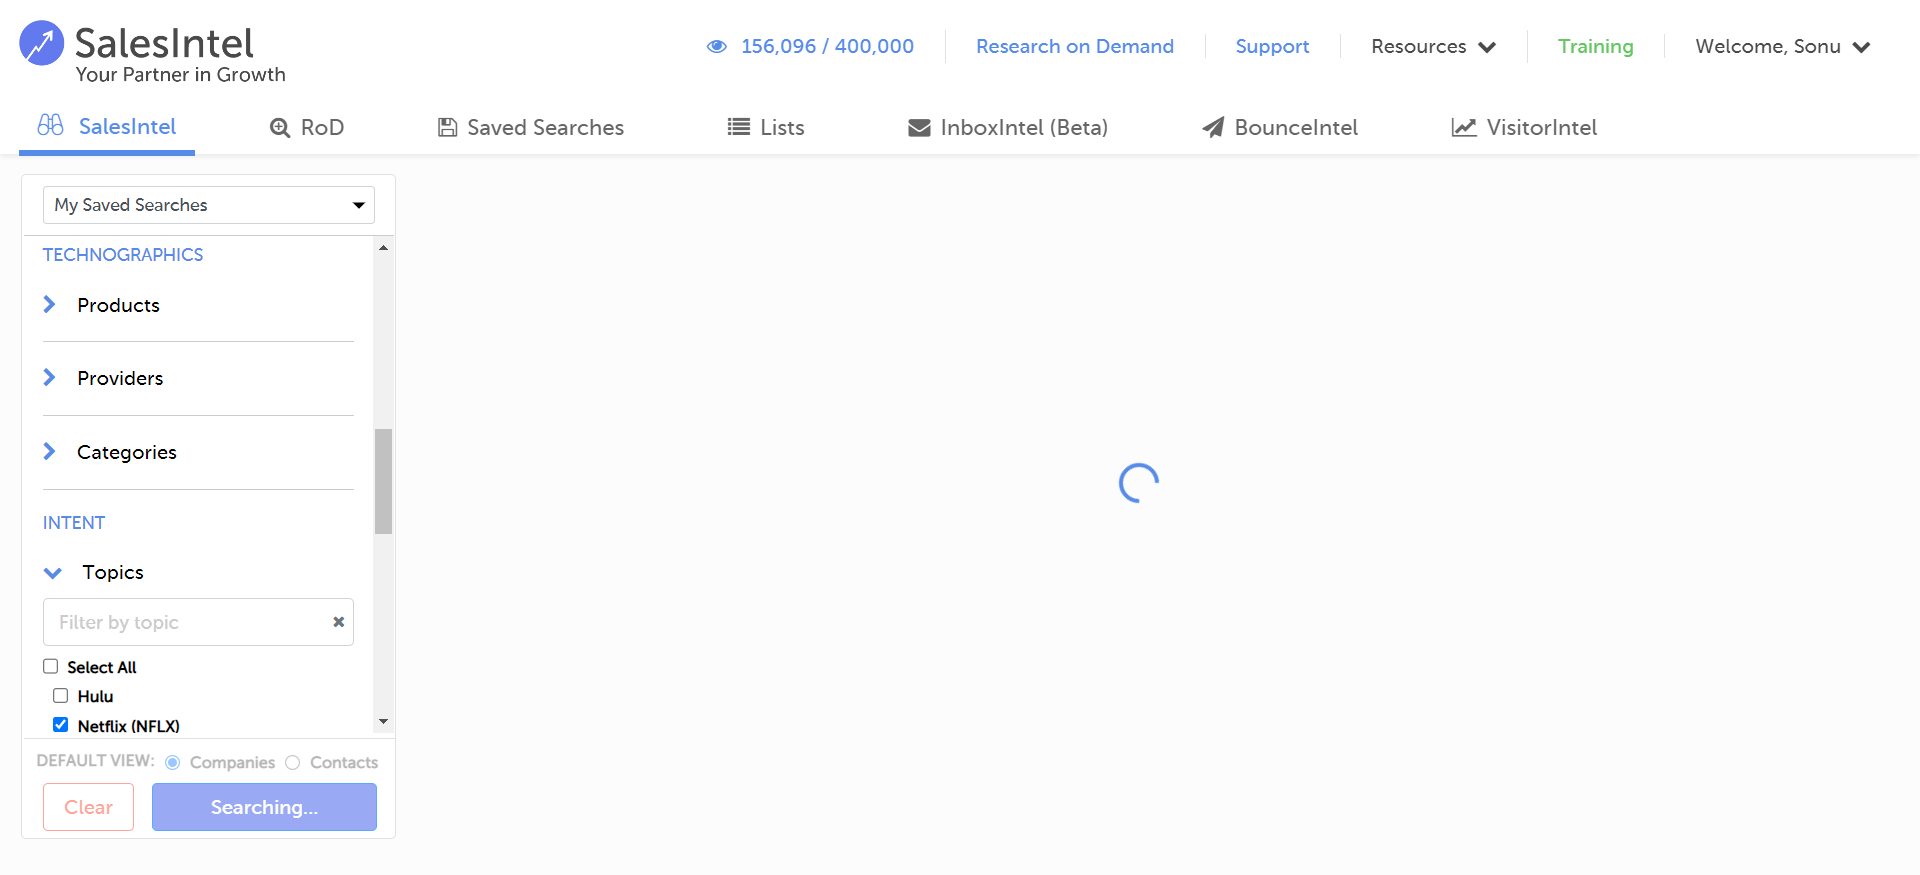 SalesIntel
Your Partner in Growth
156,096 / 400,000
Research on Demand
Support
Resources
Training
Welcome, Sonu
SalesIntel
RoD
Saved Searches
Lists
InboxIntel (Beta)
BounceIntel
VisitorIntel
My Saved Searches
TECHNOGRAPHICS
Products
Providers
Categories
INTENT
Topics
Filter by topic
Select All
Hulu
Netflix (NFLX)
DEFAULT VIEW: Companies Contacts
Clear
Searching...